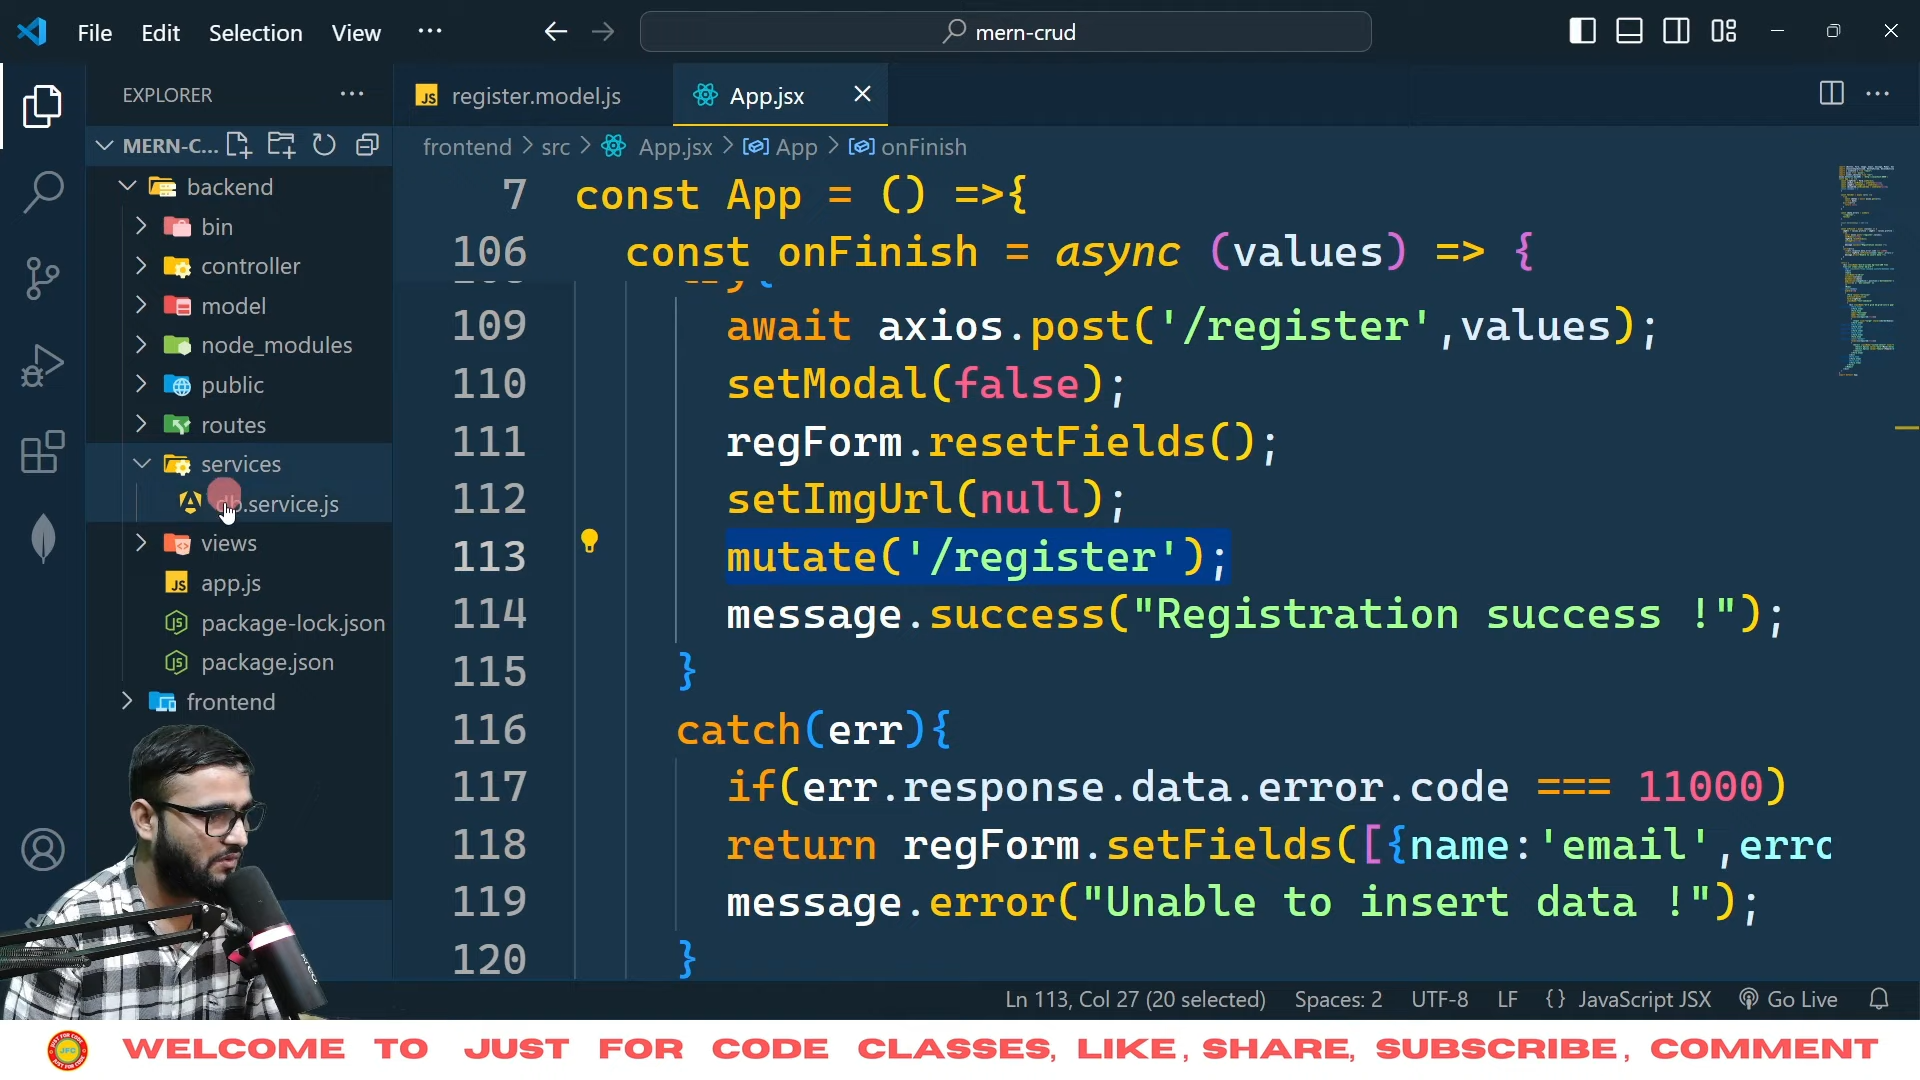 File Edit Selection View ...
mern-crud
EXPLORER ...
register.model.js
App.jsx
MERN-C...
frontend > src > App.jsx > App > onFinish
backend
bin
controller
model
node_modules
public
routes
services
db.service.js
views
app.js
package-lock.json
package.json
frontend
7 const App = () =>{
106 const onFinish = async (values) => {
109 await axios.post('/register',values);
110 setModal(false);
111 regForm.resetFields();
112 setImgUrl(null);
113 mutate('/register');
114 message.success("Registration success !");
115 }
116 catch(err){
117 if(err.response.data.error.code === 11000)
118 return regForm.setFields([{name:'email',erro
119 message.error("Unable to insert data !");
120 }
Ln 113, Col 27 (20 selected) Spaces: 2 UTF-8 LF {} JavaScript JSX Go Live
WELCOME TO JUST FOR CODE CLASSES, LIKE, SHARE, SUBSCRIBE, COMMENT